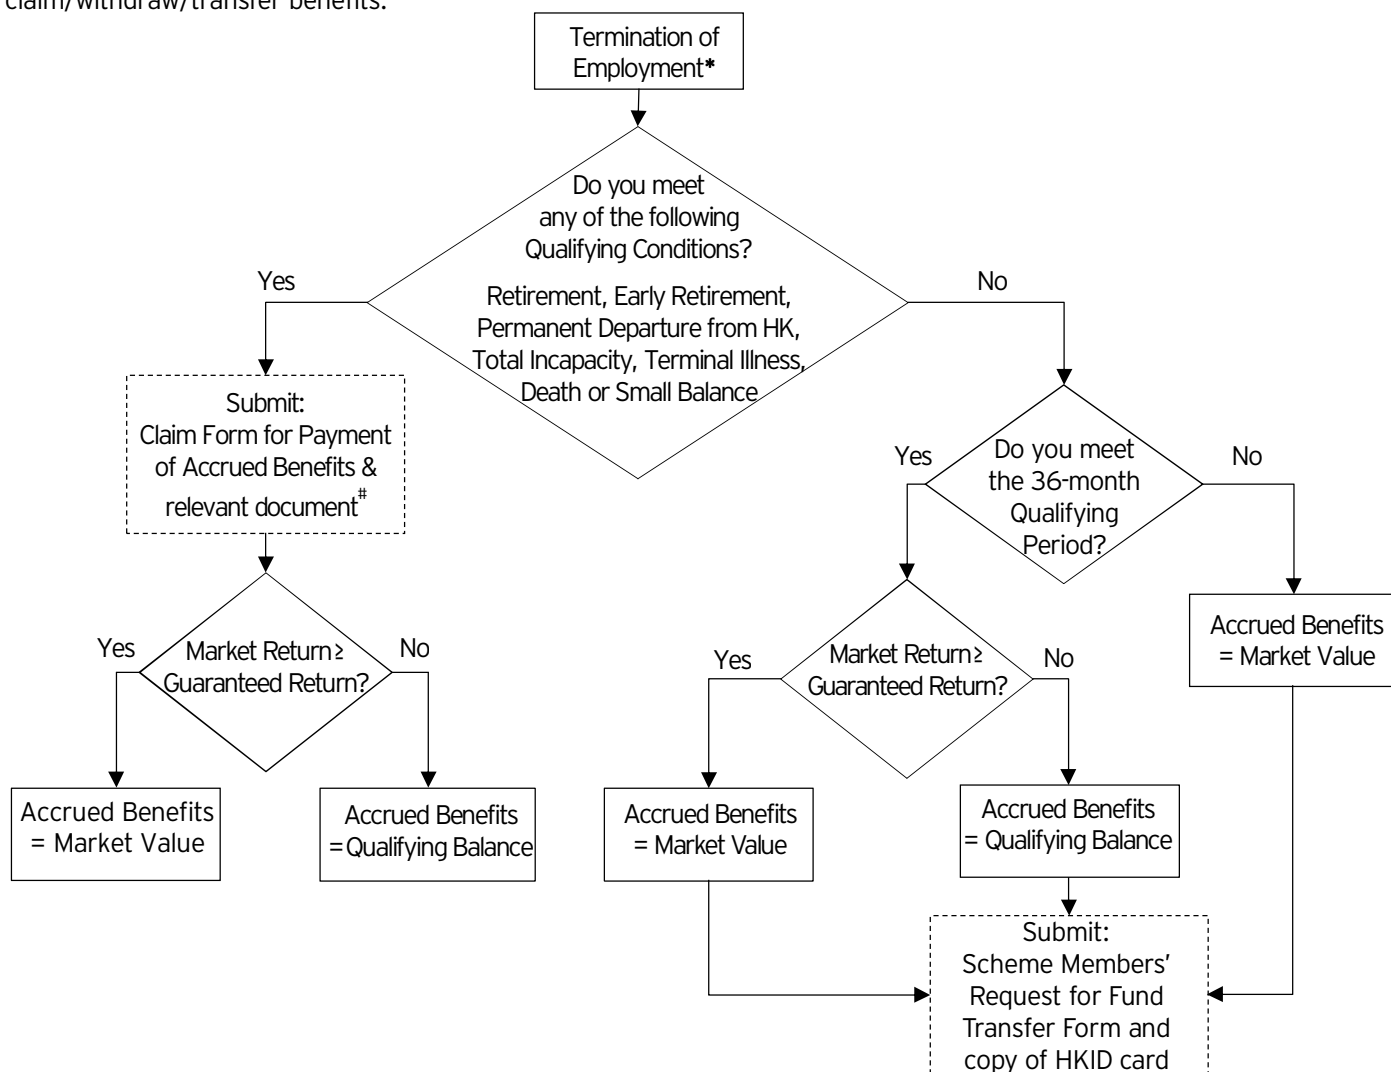 claim/withdraw/transfer benefits.
Termination of
Employment*
Do you meet
any of the following
Qualifying Conditions?
Retirement, Early Retirement,
Permanent Departure from HK,
Total Incapacity, Terminal Illness,
Death or Small Balance
Yes
No
Submit:
Claim Form for Payment
of Accrued Benefits &
relevant document#
Do you meet
the 36-month
Qualifying
Period?
Yes
No
Market Return≥
Guaranteed Return?
Yes
No
Market Return≥
Guaranteed Return?
Yes
No
Accrued Benefits
= Market Value
Accrued Benefits
= Market Value
Accrued Benefits
=Qualifying Balance
Accrued Benefits
= Market Value
Accrued Benefits
= Qualifying Balance
Submit:
Scheme Members'
Request for Fund
Transfer Form and
copy of HKID card